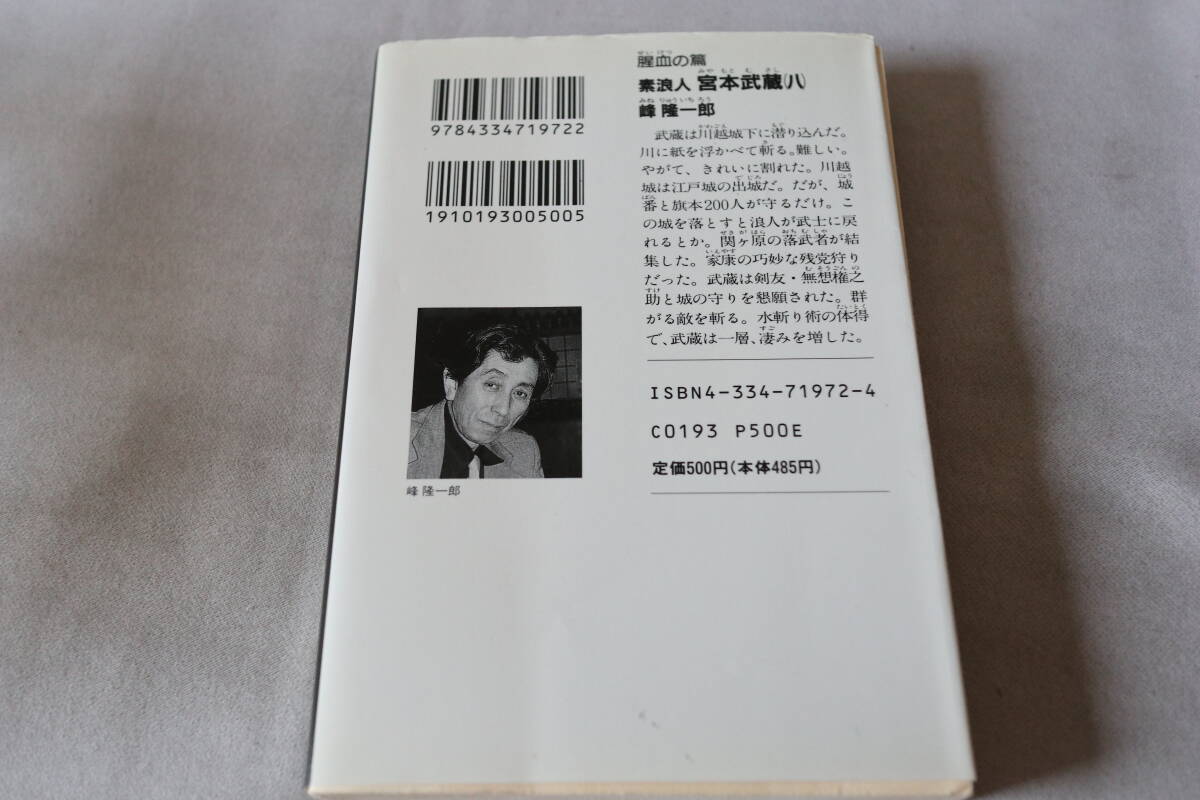 腥血の篇
素浪人 宮本武蔵(八)
峰 隆一郎
武蔵は川越城下に潜り込んだ。
川に紙を浮かべて斬る。難しい。
やがて、きれいに割れた。川越
城は江戸城の出城だ。だが、城
番と旗本200人が守るだけ。こ
の城を落とすと浪人が武士に戻
れるとか。関ヶ原の落武者が結
集した。家康の巧妙な残党狩り
だった。武蔵は剣友・無想権之
助と城の守りを懇願された。群
がる敵を斬る。水斬り術の体得
で、武蔵は一層、凄みを増した。
ISBN4-334-71972-4
C0193 P500E
定価500円(本体485円)
9784334719722
1910193005005
峰 隆一郎